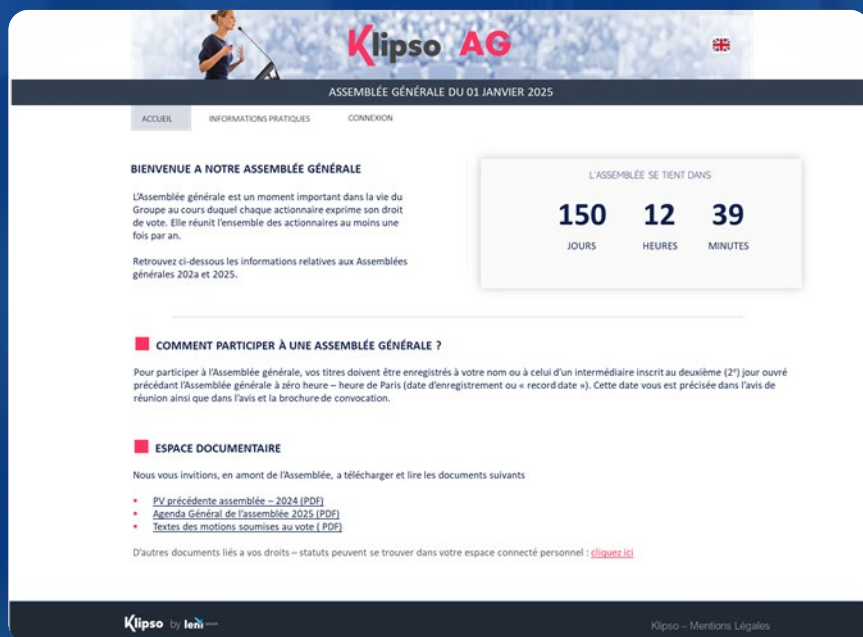 Klipso AG
ASSEMBLÉE GÉNÉRALE DU 01 JANVIER 2025
ACCUEIL INFORMATIONS PRATIQUES CONNEXION
BIENVENUE A NOTRE ASSEMBLÉE GÉNÉRALE
L'Assemblée générale est un moment important dans la vie du
Groupe au cours duquel chaque actionnaire exprime son droit
de vote. Elle réunit l'ensemble des actionnaires au moins une
fois par an.
Retrouvez ci-dessous les informations relatives aux Assemblées
générales 202a et 2025.
L'ASSEMBLÉE SE TIENT DANS
150 12 39
JOURS HEURES MINUTES
COMMENT PARTICIPER À UNE ASSEMBLÉE GÉNÉRALE ?
Pour participer à l'Assemblée générale, vos titres doivent être enregistrés à votre nom ou à celui d'un intermédiaire inscrit au deuxième (2e) jour ouvré
précédant l'Assemblée générale à zéro heure – heure de Paris (date d'enregistrement ou « record date »). Cette date vous est précisée dans l'avis de
réunion ainsi que dans l'avis et la brochure de convocation.
ESPACE DOCUMENTAIRE
Nous vous invitions, en amont de l'Assemblée, a télécharger et lire les documents suivants
• PV précédente assemblée – 2024 (PDF)
• Agenda Général de l'assemblée 2025 (PDF)
• Textes des motions soumises au vote ( PDF)
D'autres documents liés a vos droits – statuts peuvent se trouver dans votre espace connecté personnel : cliquez ici
Klipso by leni
Klipso – Mentions Légales